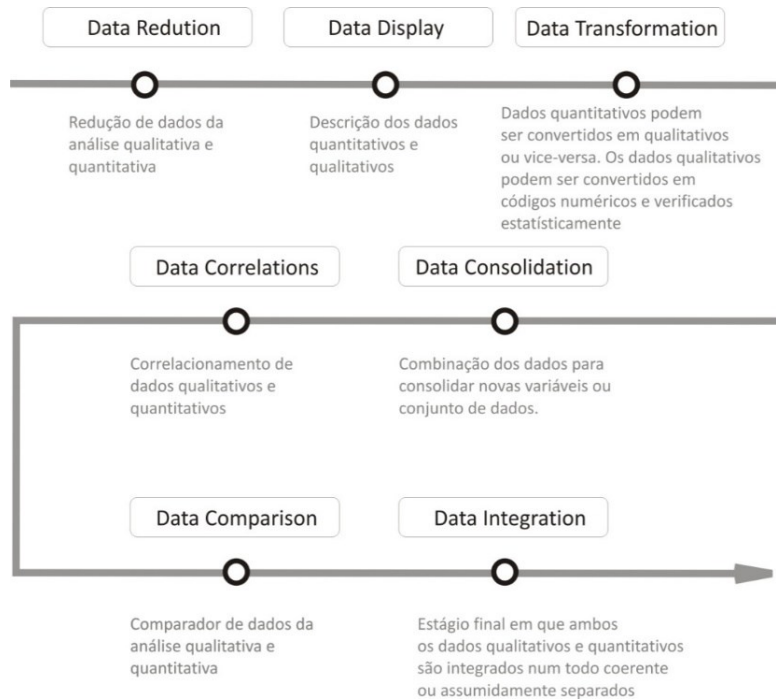 Data Redution
Data Display
Data Transformation
Redução de dados da
análise qualitativa e
quantitativa
Descrição dos dados
quantitativos e
qualitativos
Dados quantitativos podem
ser convertidos em qualitativos
ou vice-versa. Os dados qualitativos
podem ser convertidos em
códigos numéricos e verificados
estatísticamente
Data Correlations
Data Consolidation
Correlacionamento de
dados qualitativos e
quantitativos
Combinação dos dados para
consolidar novas variáveis ou
conjunto de dados.
Data Comparison
Data Integration
Comparador de dados da
análise qualitativa e
quantitativa
Estágio final em que ambos
os dados qualitativos e quantitativos
são integrados num todo coerente
ou assumidamente separados